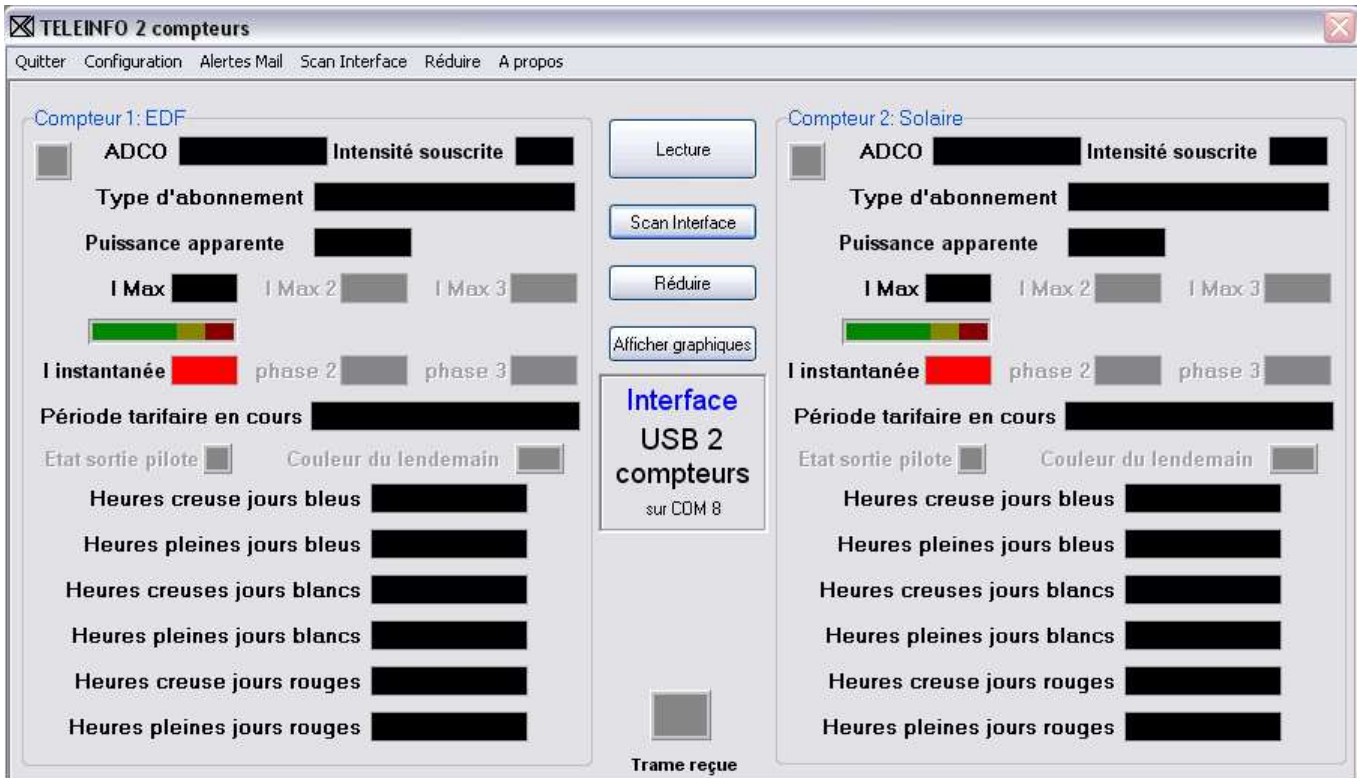 TELEINFO 2 compteurs
Quitter Configuration Alertes Mail Scan Interface Réduire A propos
Compteur 1: EDF
ADCO Intensité souscrite
Type d'abonnement
Puissance apparente
I Max I Max 2 I Max 3
I instantanée phase 2 phase 3
Période tarifaire en cours
Etat sortie pilote Couleur du lendemain
Heures creuse jours bleus
Heures pleines jours bleus
Heures creuses jours blancs
Heures pleines jours blancs
Heures creuse jours rouges
Heures pleines jours rouges
Lecture
Scan Interface
Réduire
Afficher graphiques
Interface
USB 2
compteurs
sur COM 8
Trame reçue
Compteur 2: Solaire
ADCO Intensité souscrite
Type d'abonnement
Puissance apparente
I Max I Max 2 I Max 3
I instantanée phase 2 phase 3
Période tarifaire en cours
Etat sortie pilote Couleur du lendemain
Heures creuse jours bleus
Heures pleines jours bleus
Heures creuses jours blancs
Heures pleines jours blancs
Heures creuse jours rouges
Heures pleines jours rouges